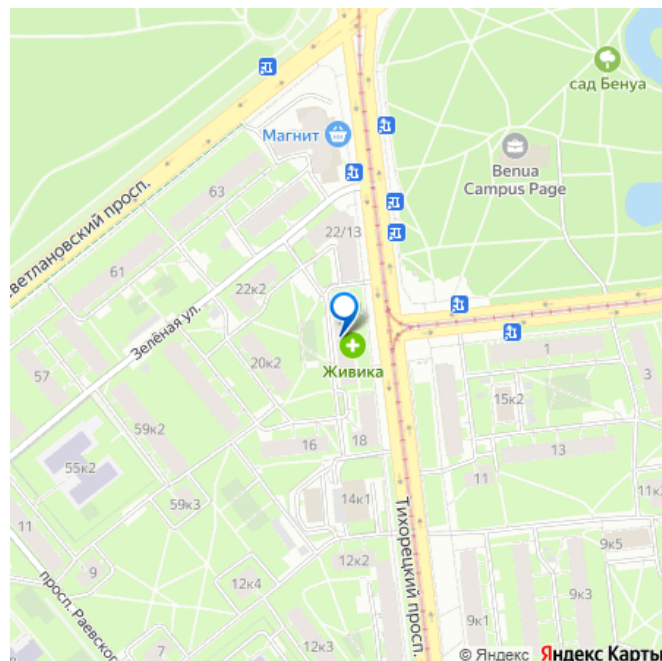 сад Бенуа
Магнит
Benua
Campus Page
63
ветлановский просп.
22/13
61
22к2
Зелёная ул.
1
57
20к2
Живика
3
15к2
59к2
16
18
13
55к2
11
59к3
14к1
11к2
11
Тихорецкий просп.
12к2
9к5
9
просп. Раевского
12к4
9к3
9к1
12к3
7
© Яндекс Яндекс Карты